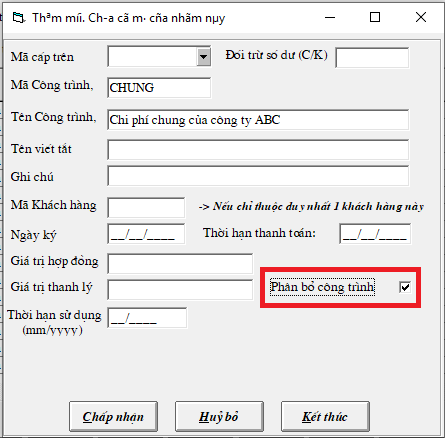 Thªm míi. Ch-a cã m· cña nhãm nµy
Mã cấp trên
Đối trừ số dư (C/K)
Mã Công trình,
CHUNG
Tên Công trình,
Chi phí chung của công ty ABC
Tên viết tắt
Ghi chú
Mã Khách hàng
-> Nếu chỉ thuộc duy nhất 1 khách hàng này
Ngày ký
__/__/____
Thời hạn thanh toán:
__/__/____
Giá trị hợp đồng
Giá trị thanh lý
Phân bổ công trình
Thời hạn sử dụng
(mm/yyyy)
__/____
Chấp nhận
Huỷ bỏ
Kết thúc